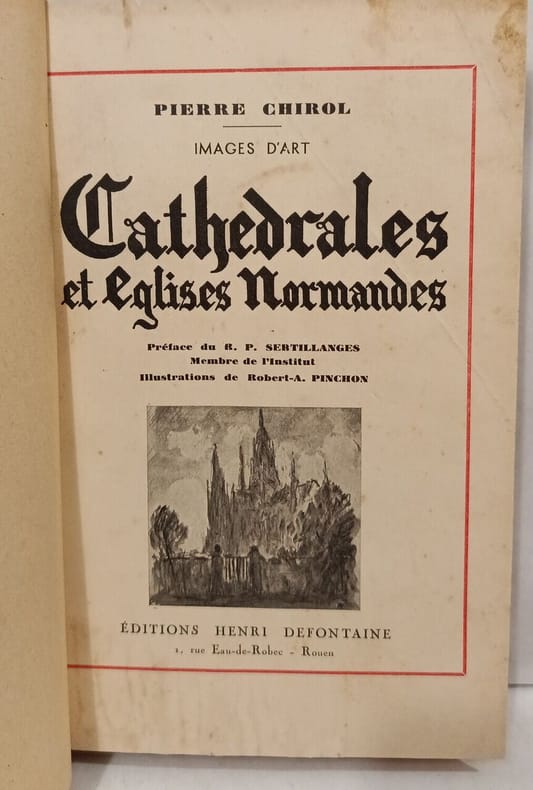 PIERRE CHIROL
IMAGES D'ART
Cathedrales
et Eglises Normandes
Préface du R. P. SERTILLANGES
Membre de l'Institut
Illustrations de Robert-A. PINCHON
ÉDITIONS HENRI DEFONTAINE
1, rue Eau-de-Robec - Rouen